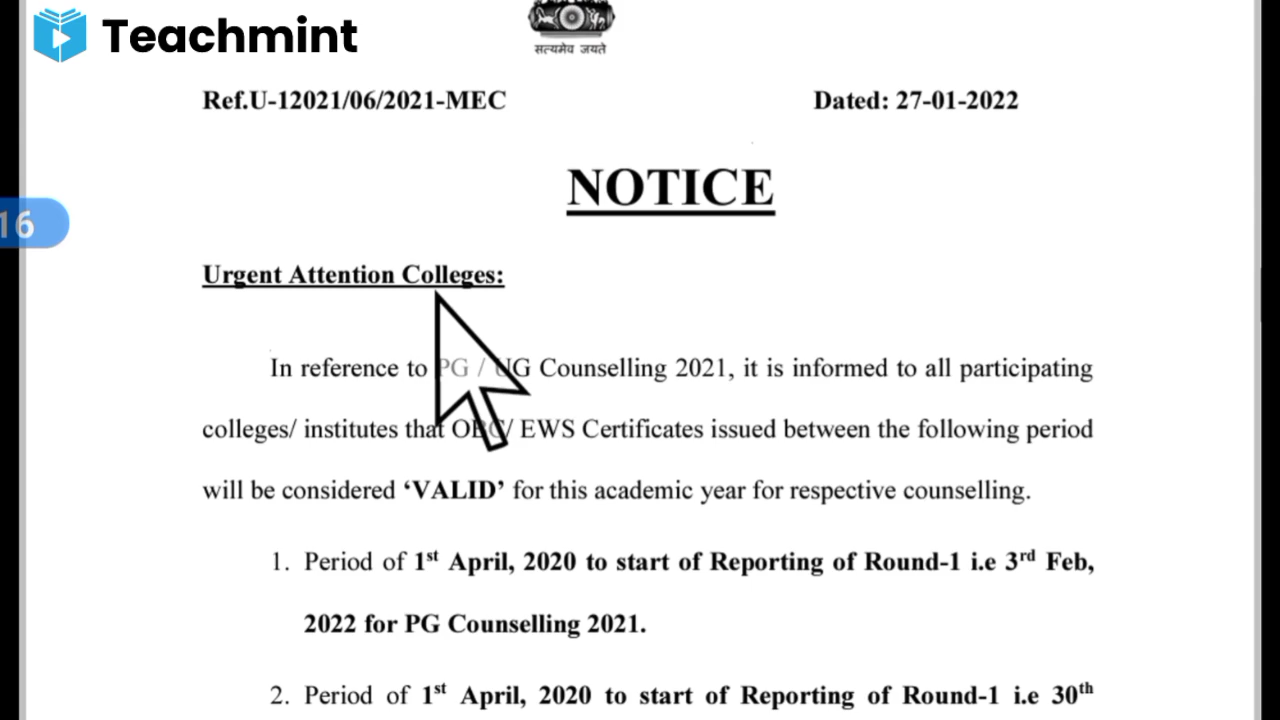 Teachmint
सत्यमेव जयते
Ref.U-12021/06/2021-MEC Dated: 27-01-2022
NOTICE
16
Urgent Attention Colleges:
In reference to PG / UG Counselling 2021, it is informed to all participating
colleges/ institutes that OBC/ EWS Certificates issued between the following period
will be considered ‘VALID’ for this academic year for respective counselling.
1. Period of 1st April, 2020 to start of Reporting of Round-1 i.e 3rd Feb,
2022 for PG Counselling 2021.
2. Period of 1st April, 2020 to start of Reporting of Round-1 i.e 30th